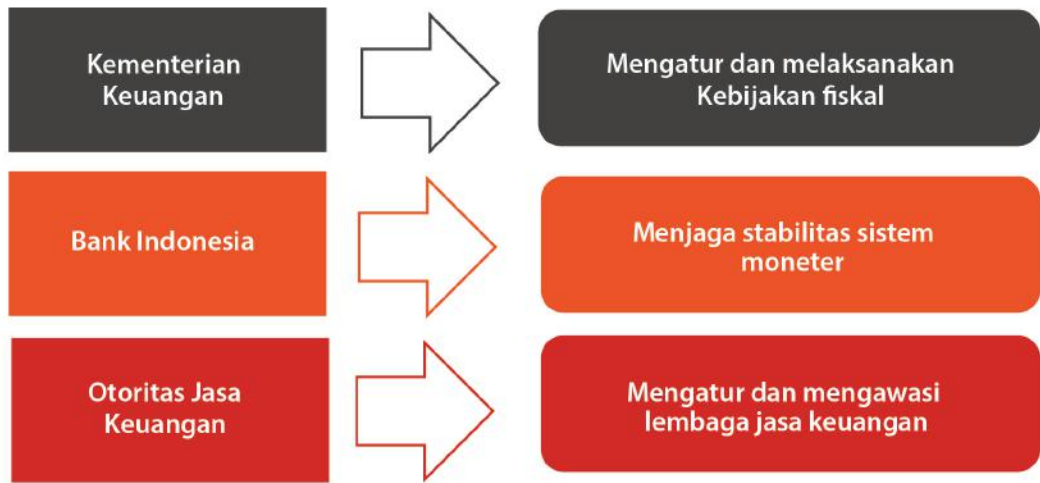 Kementerian
Keuangan
Mengatur dan melaksanakan
Kebijakan fiskal
Bank Indonesia
Menjaga stabilitas sistem
moneter
Otoritas Jasa
Keuangan
Mengatur dan mengawasi
lembaga jasa keuangan